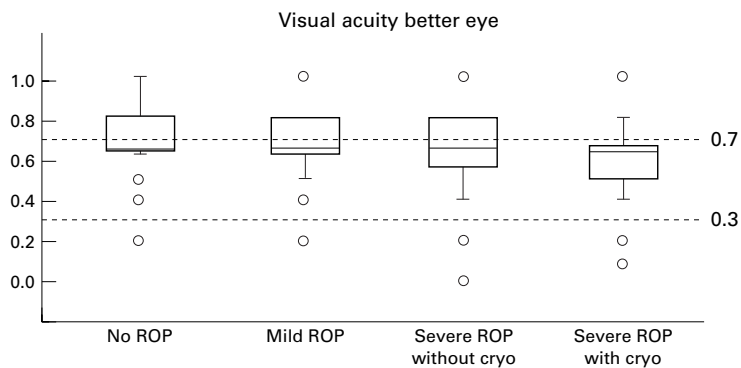 Visual acuity better eye
1.0
0.8
0.7
0.6
0.4
0.3
0.2
0.0
No ROP
Mild ROP
Severe ROP
without cryo
Severe ROP
with cryo